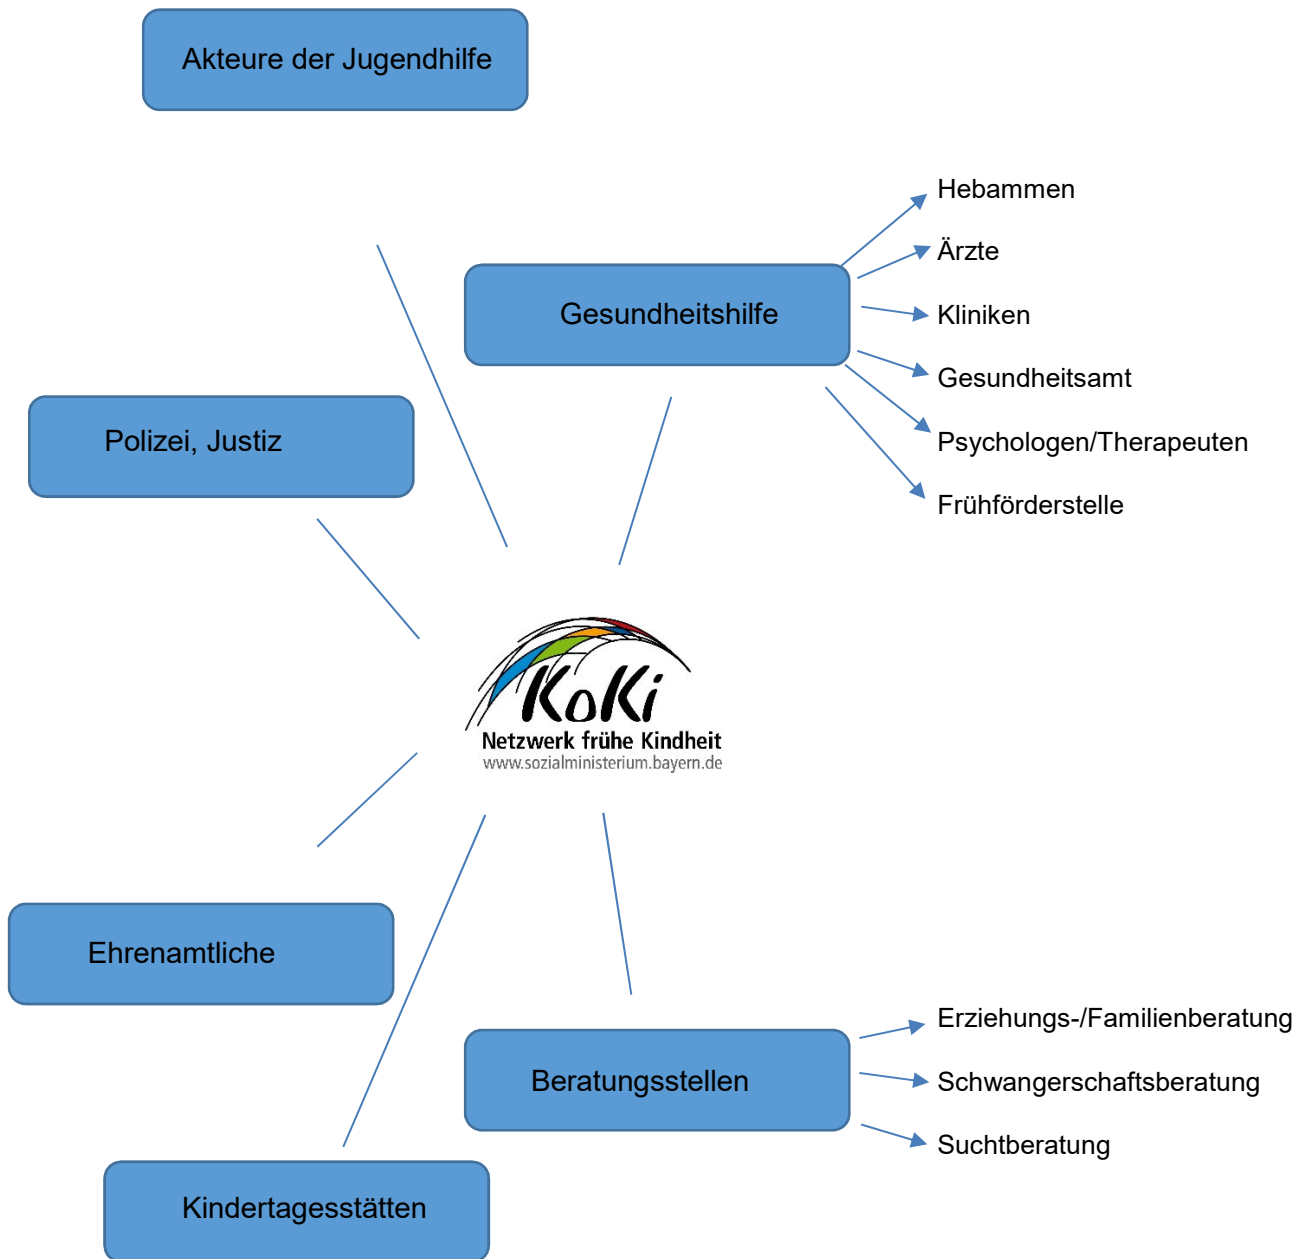 Akteure der Jugendhilfe
Hebammen
Ärzte
Gesundheitshilfe
Kliniken
Gesundheitsamt
Polizei, Justiz
Psychologen/Therapeuten
Frühförderstelle
KoKi
Netzwerk frühe Kindheit
www.sozialministerium.bayern.de
Ehrenamtliche
Erziehungs-/Familienberatung
Beratungsstellen
Schwangerschaftsberatung
Suchtberatung
Kindertagesstätten